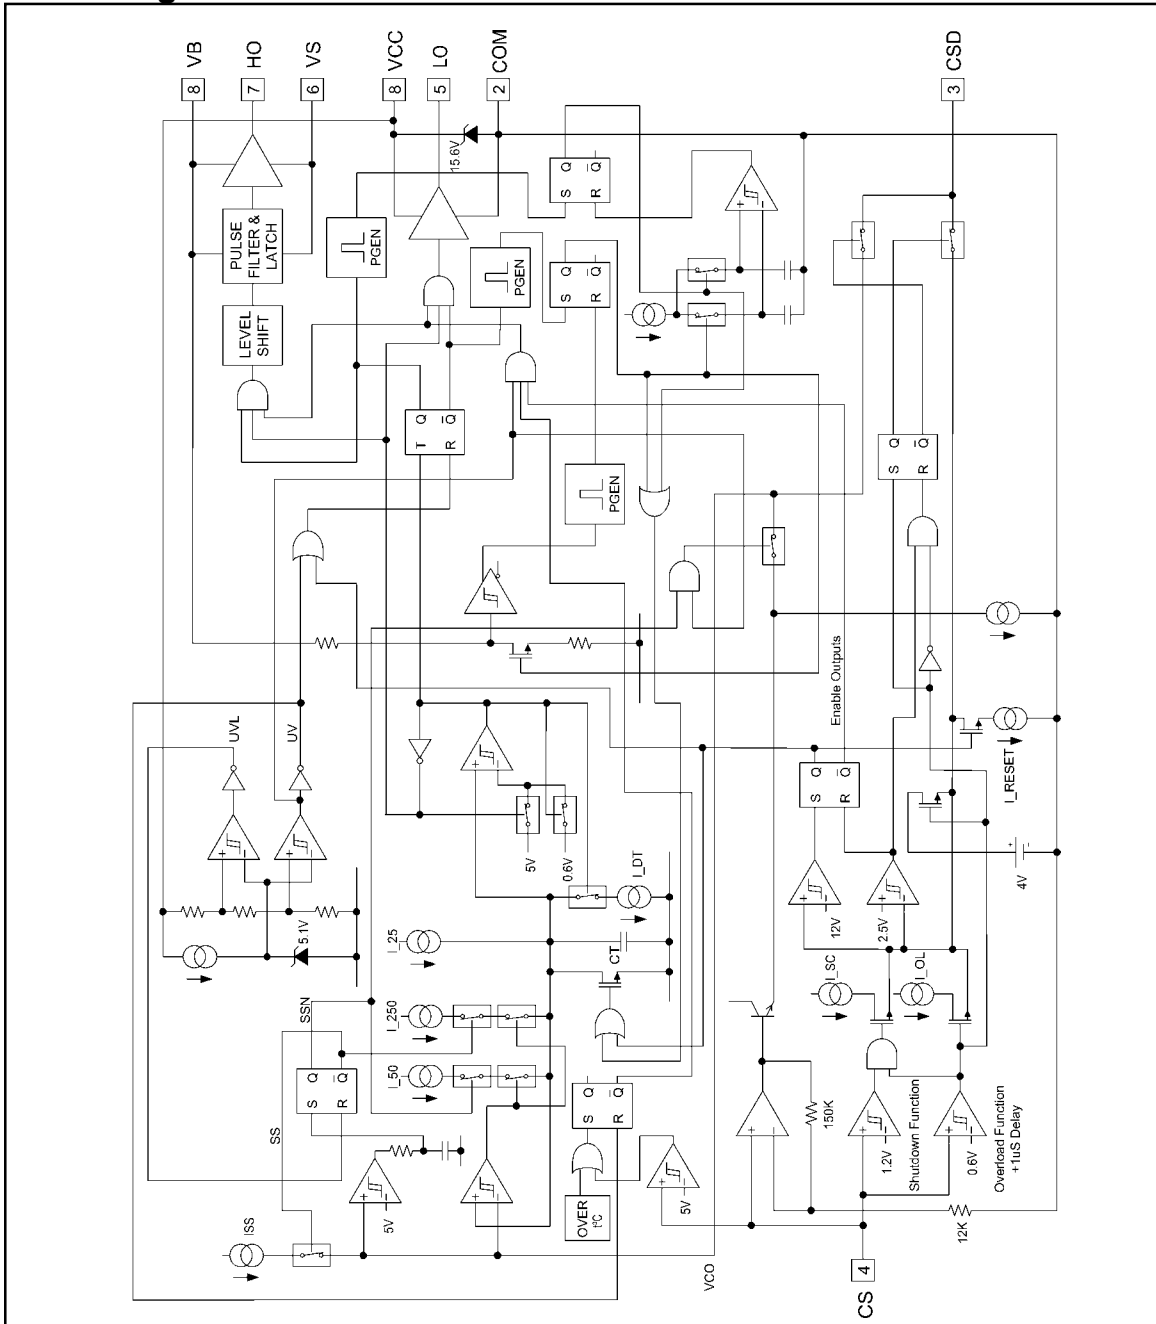 VB
HO
VS
VCC
LO
COM
CSD
8
7
6
8
5
2
3
15.6V
PULSE
FILTER &
LATCH
LEVEL
SHIFT
PGEN
PGEN
PGEN
PGEN
S Q
R Q
S Q
R Q
T Q
R Q
S Q
R Q
UVL
UV
5.1V
5V
0.6V
I_DT
I_25
CT
I_250
I_50
SSN
SS
S Q
R Q
ISS
5V
S Q
R Q
OVER
tºC
5V
VCO
Enable Outputs
S Q
R Q
I_RESET
4V
12V
2.5V
I_SC
I_OL
150K
1.2V
Shutdown Function
0.6V
Overload Function
+1uS Delay
12K
CS
4